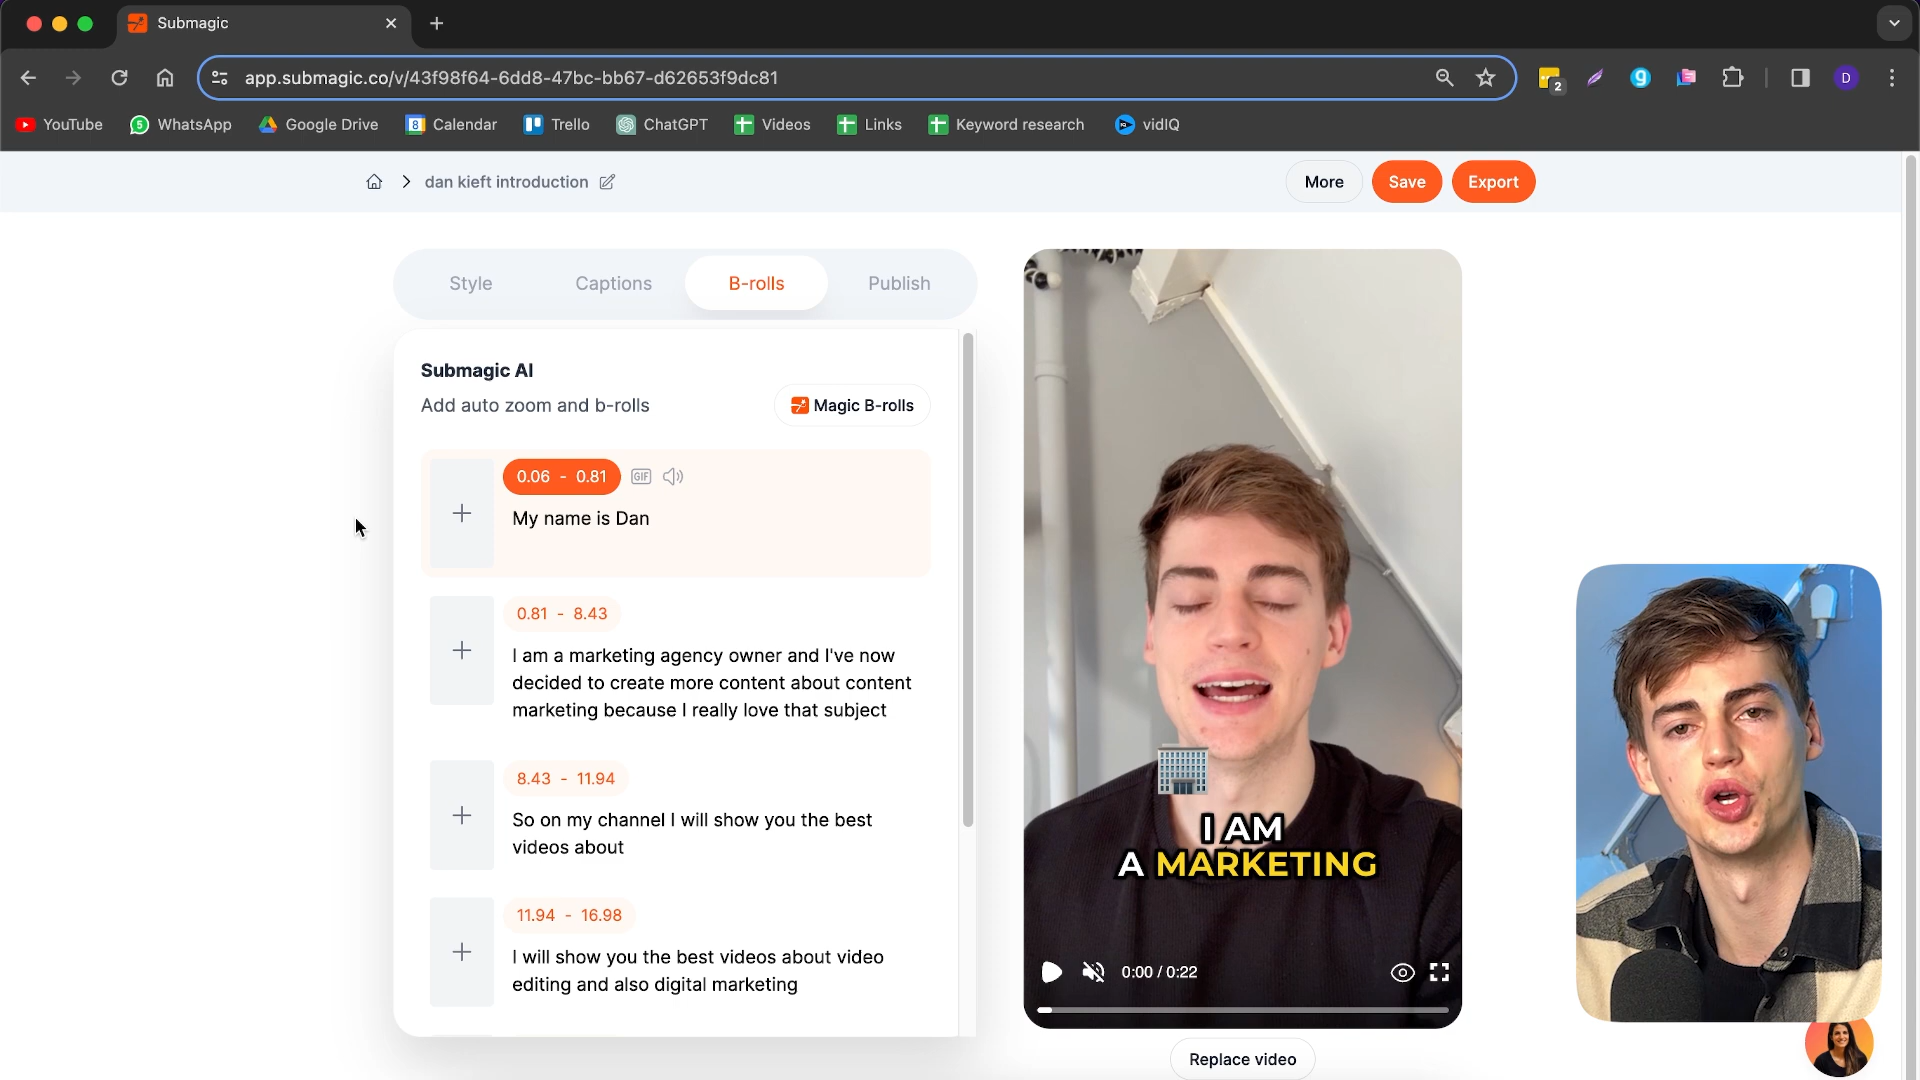 Submagic
app.submagic.co/v/43f98f64-6dd8-47bc-bb67-d62653f9dc81
2
D
YouTube
5
WhatsApp
Google Drive
8
Calendar
Trello
ChatGPT
Videos
Links
Keyword research
vidIQ
dan kieft introduction
More
Save
Export
Style
Captions
B-rolls
Publish
Submagic AI
Add auto zoom and b-rolls
Magic B-rolls
0.06 - 0.81
GIF
My name is Dan
0.81 - 8.43
I am a marketing agency owner and I've now
decided to create more content about content
marketing because I really love that subject
8.43 - 11.94
So on my channel I will show you the best
videos about
11.94 - 16.98
I will show you the best videos about video
editing and also digital marketing
I AM
A MARKETING
0:00 / 0:22
Replace video